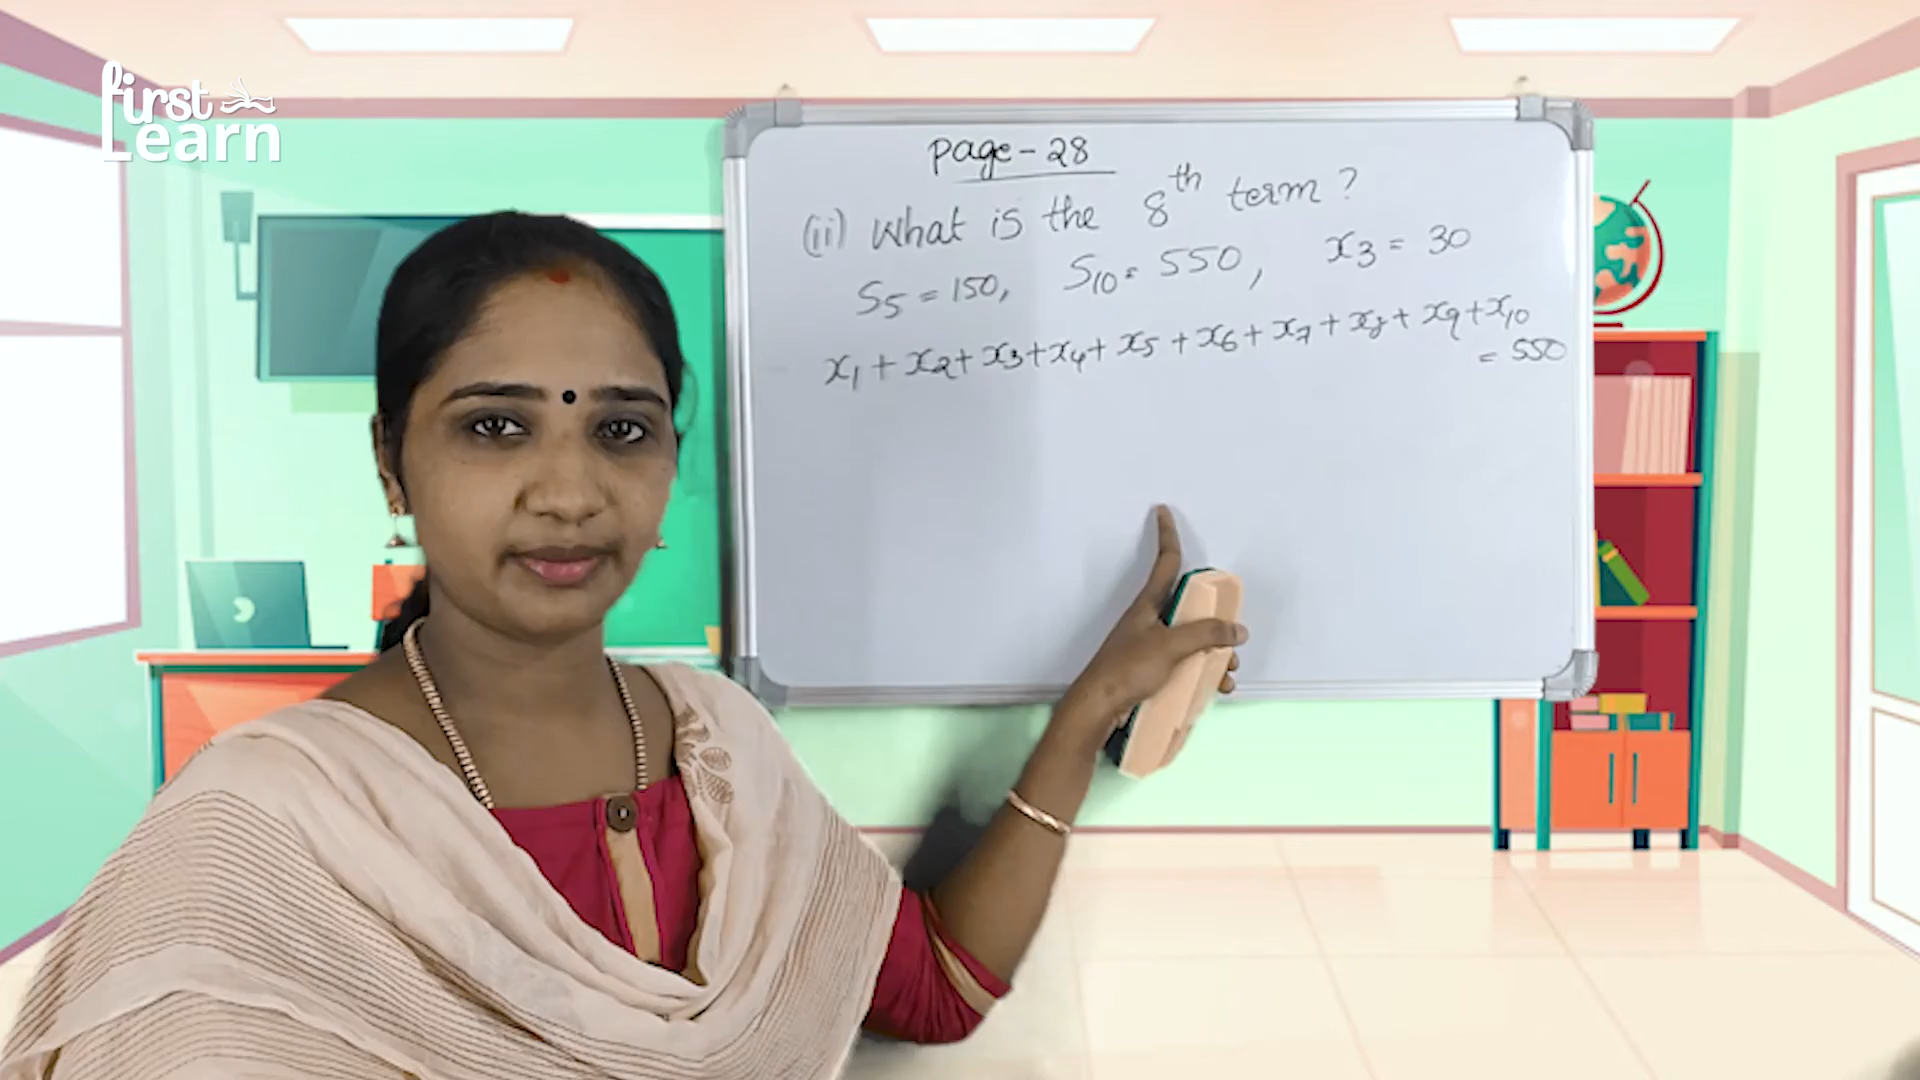 first
Learn
Page - 28
(ii) What is the 8th term ?
S5 = 150, S10 = 550, x3 = 30
x1 + x2 + x3 + x4 + x5 + x6 + x7 + x8 + x9 + x10
= 550